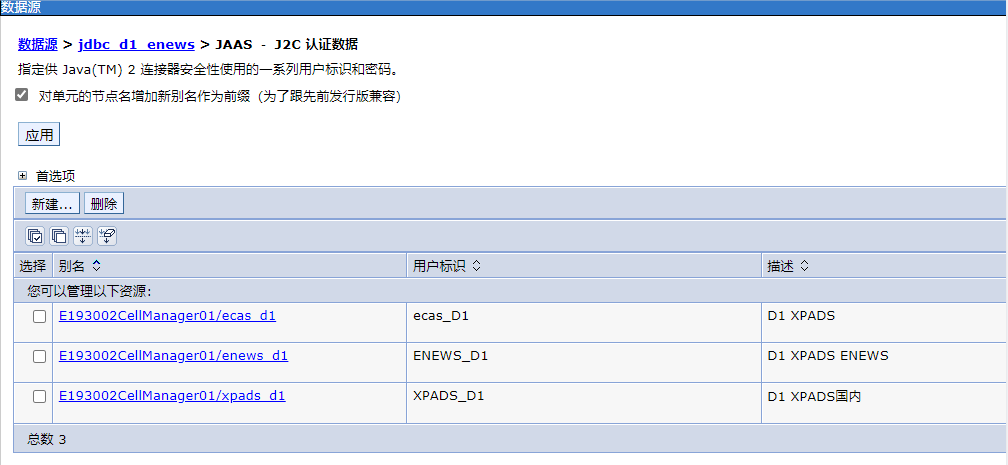 数据源
数据源 > jdbc_d1_enews > JAAS － J2C 认证数据
指定供 Java(TM) 2 连接器安全性使用的一系列用户标识和密码。
对单元的节点名增加新别名作为前缀（为了跟先前发行版兼容）
应用
首选项
新建... 删除
选择 别名 用户标识 描述
您可以管理以下资源:
E193002CellManager01/ecas_d1 ecas_D1 D1 XPADS
E193002CellManager01/enews_d1 ENEWS_D1 D1 XPADS ENEWS
E193002CellManager01/xpads_d1 XPADS_D1 D1 XPADS国内
总数 3